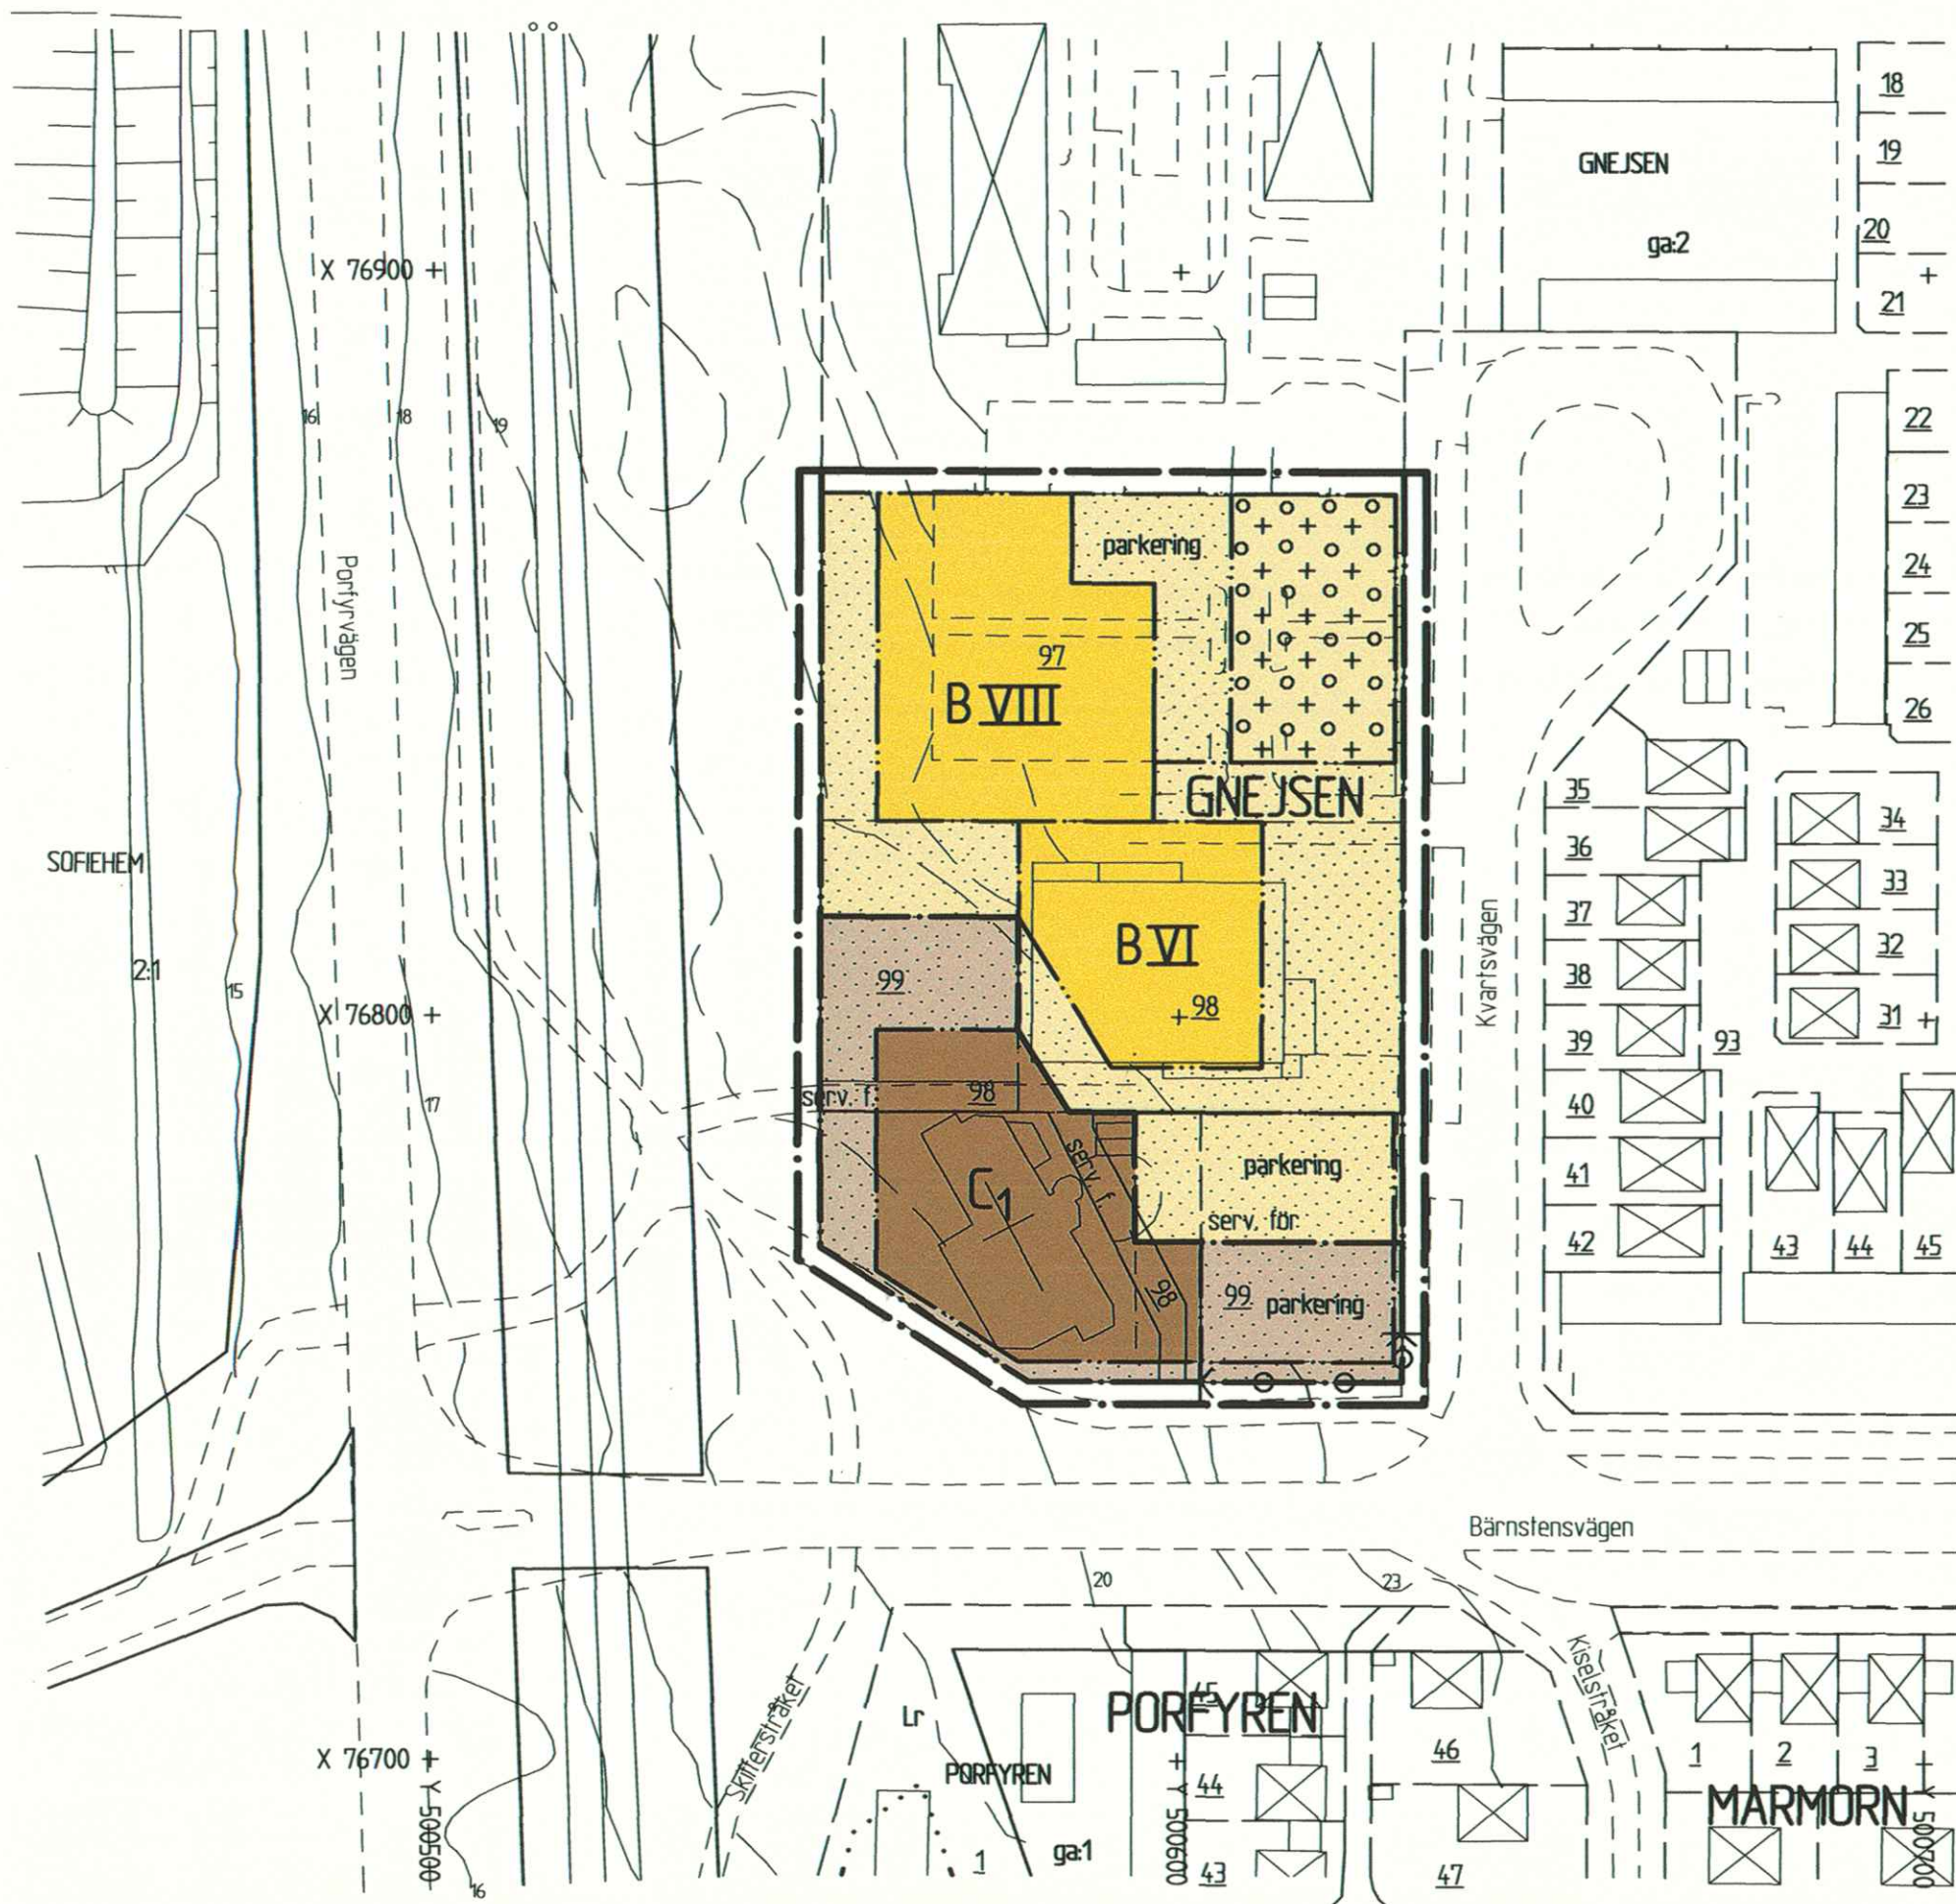 18
19
GNEJSEN
ga:2
20
21
X 76900 +
16
18
19
22
23
24
25
26
Porfyrvägen
parkering
97
B VIII
GNEJSEN
35
36
37
38
39
40
41
42
34
33
32
31
93
43
44
45
SOFIEHEM
2:1
15
X 76800 +
17
Kvartsvägen
B VI
98
99
serv. f.
98
C1
serv. f.
98
parkering
serv. för
99
parkering
Bärnstensvägen
20
23
Skifferstråket
Kiselstråket
Lr
PORFYREN
45
PORFYREN
44
43
46
47
1
2
3
MARMORN
X 76700 +
Y 500500
16
1
ga:1
Y 500600
Y 500700